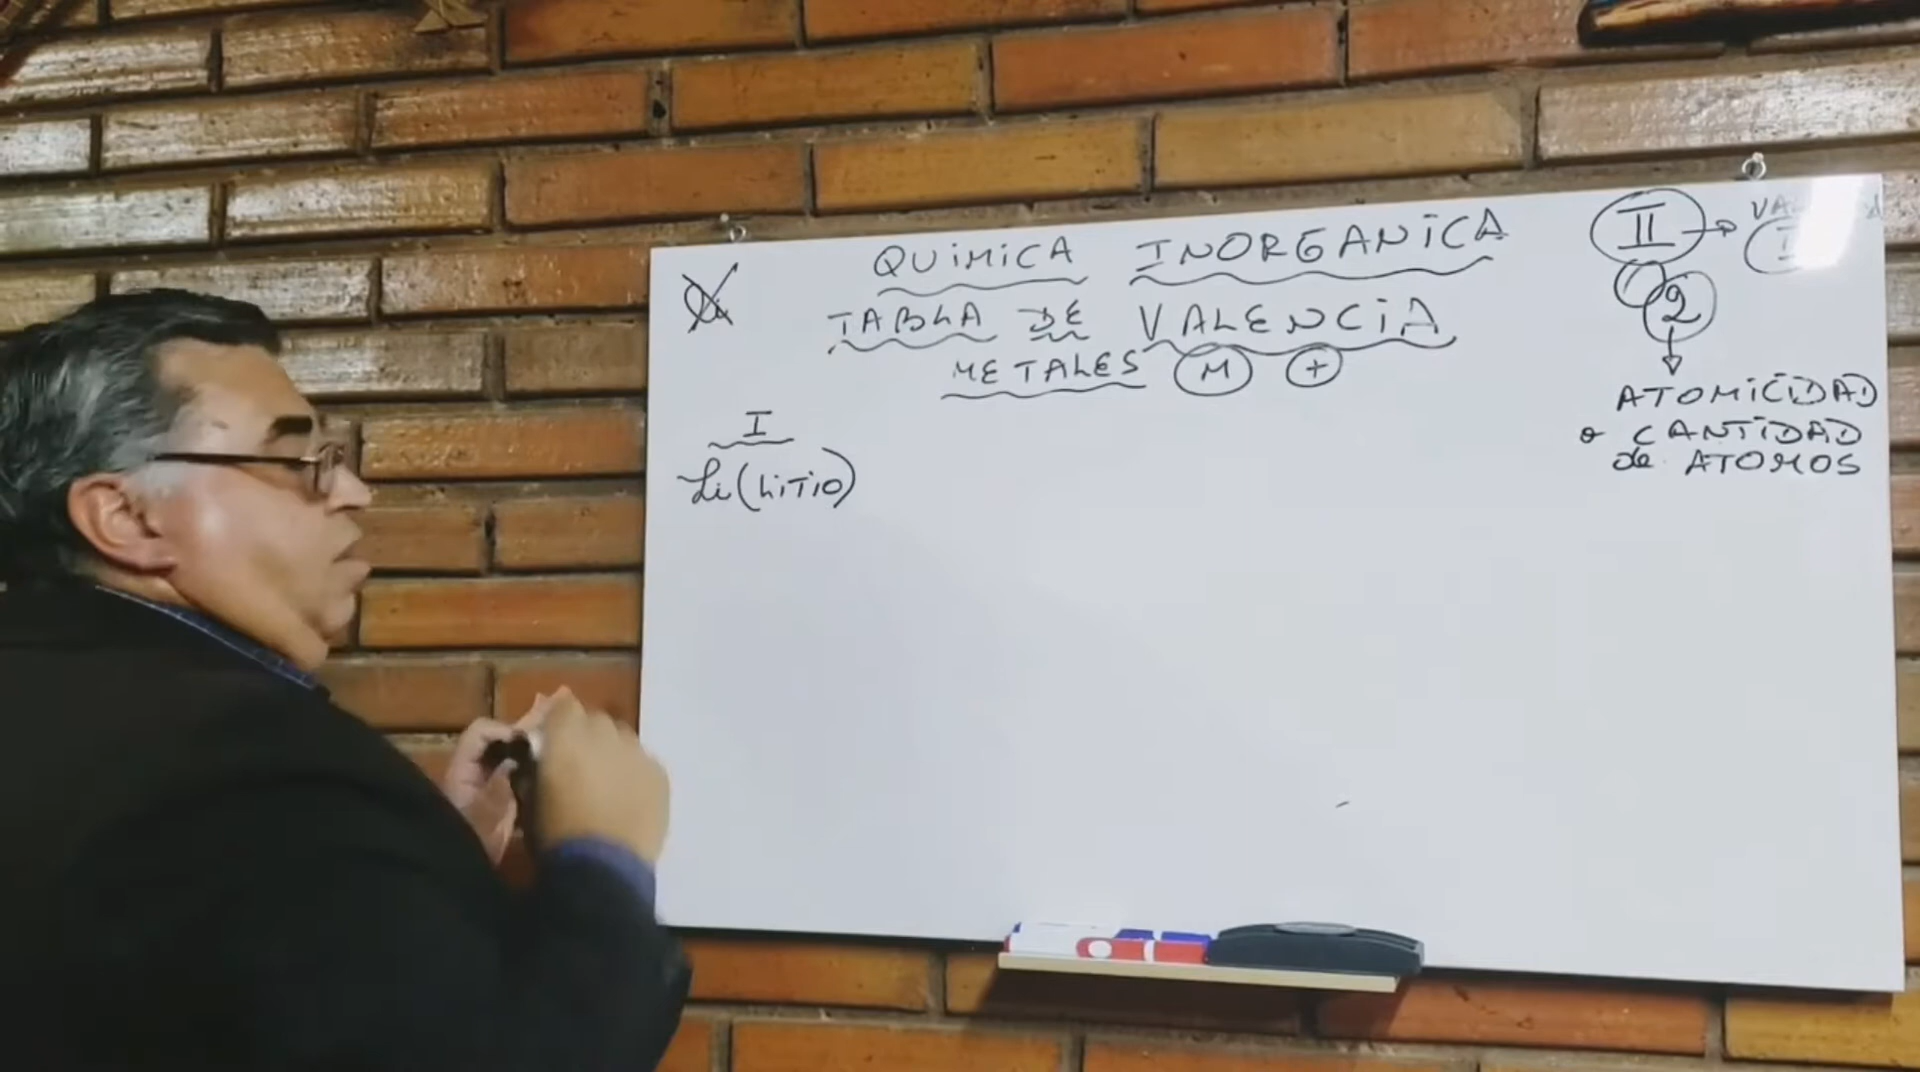 QUIMICA INORGANICA
TABLA DE VALENCIA
METALES M +
I
Li (LiTiO)
II →
2
ATOMICIDAD
o CANTIDAD
de ATOMOS